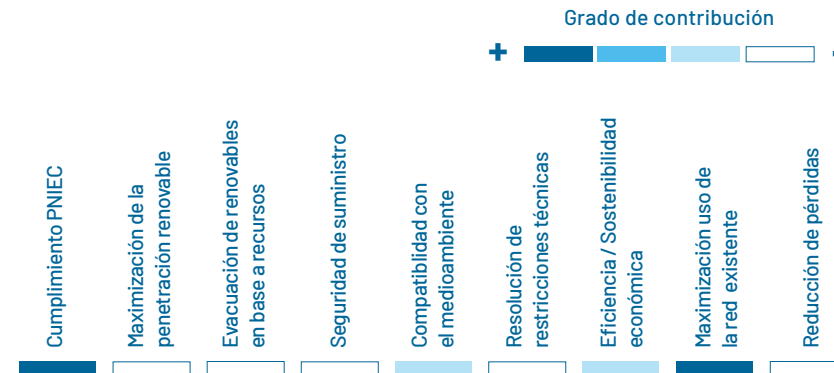 Grado de contribución
+
Cumplimiento PNIEC
Maximización de la
penetración renovable
Evacuación de renovables
en base a recursos
Seguridad de suministro
Compatiblidad con
el medioambiente
Resolución de
restricciones técnicas
Eficiencia / Sostenibilidad
económica
Maximización uso de
la red existente
Reducción de pérdidas